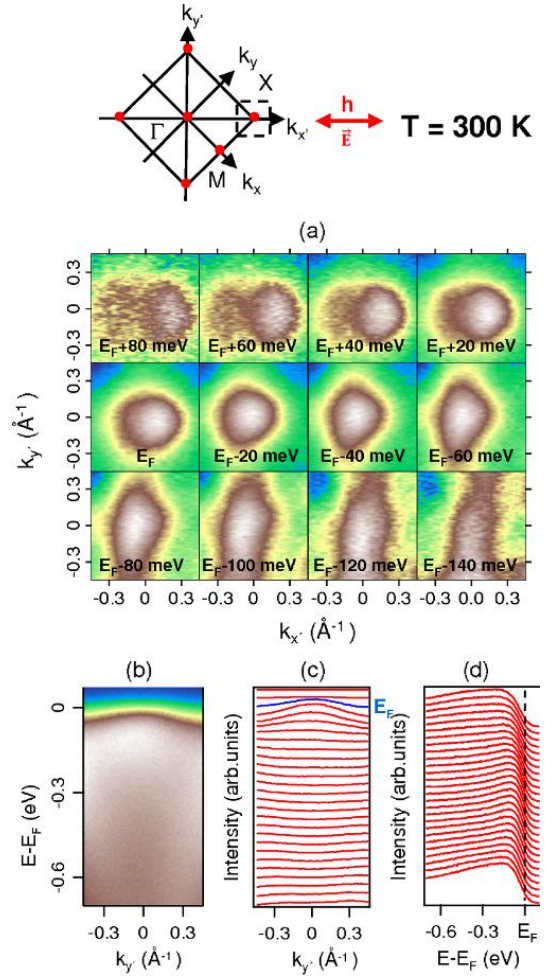 k_y'
k_y
X
h
Γ
k_x'
E⃗
T = 300 K
M
k_x
(a)
k_y' (Å⁻¹)
0.3
0
-0.3
E_F+80 meV
E_F+60 meV
E_F+40 meV
E_F+20 meV
0.3
0
-0.3
E_F
E_F-20 meV
E_F-40 meV
E_F-60 meV
0.3
0
-0.3
E_F-80 meV
E_F-100 meV
E_F-120 meV
E_F-140 meV
-0.3 0 0.3
-0.3 0 0.3
-0.3 0 0.3
-0.3 0 0.3
k_x' (Å⁻¹)
(b)
E-E_F (eV)
0
-0.3
-0.6
-0.3 0 0.3
k_y' (Å⁻¹)
(c)
Intensity (arb.units)
E_F
-0.3 0 0.3
k_y' (Å⁻¹)
(d)
Intensity (arb.units)
-0.6 -0.3 E_F
E-E_F (eV)